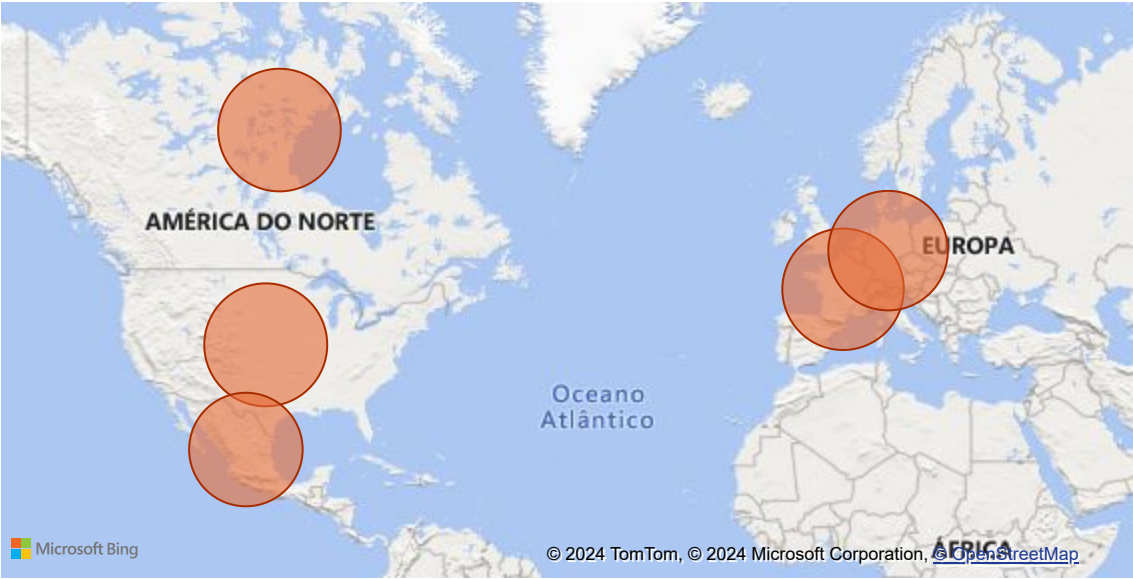 AMÉRICA DO NORTE
EUROPA
Oceano
Atlântico
ÁFRICA
Microsoft Bing
© 2024 TomTom, © 2024 Microsoft Corporation, © OpenStreetMap